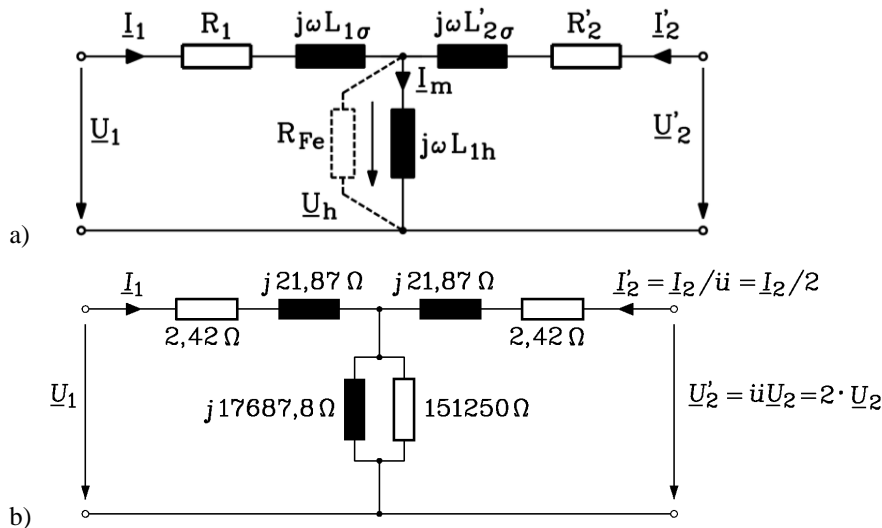 I₁ R₁ jωL₁σ jωL'₂σ R'₂ I'₂
Iₘ
U₁ R_Fe jωL₁ₕ U'₂
Uₕ
a)
I₁ j21,87 Ω j21,87 Ω I'₂ = I₂/ü = I₂/2
2,42 Ω 2,42 Ω
U₁ j17687,8 Ω 151250 Ω U'₂ = üU₂ = 2·U₂
b)